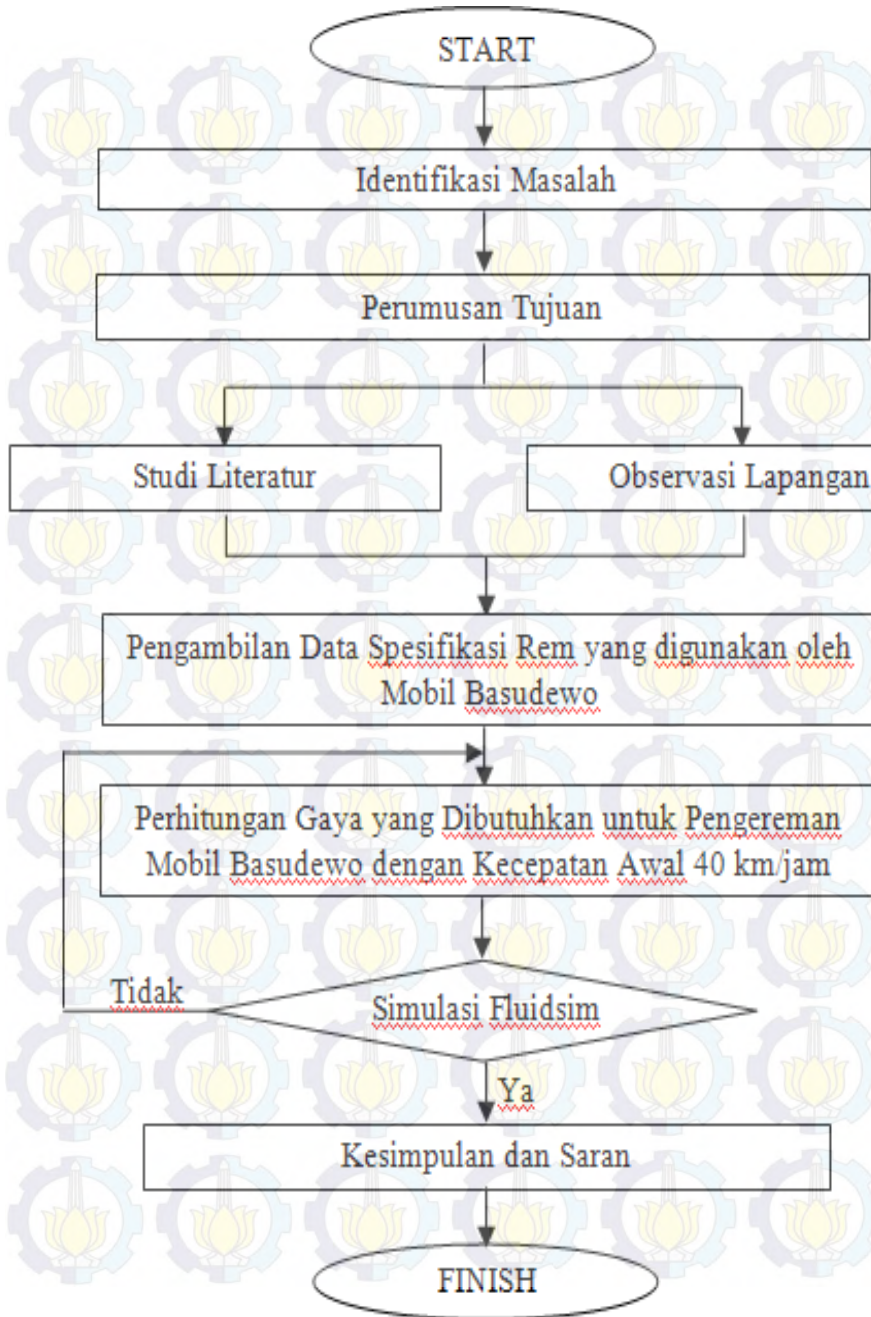 START
Identifikasi Masalah
Perumusan Tujuan
Studi Literatur
Observasi Lapangan
Pengambilan Data Spesifikasi Rem yang digunakan oleh
Mobil Basudewo
Perhitungan Gaya yang Dibutuhkan untuk Pengereman
Mobil Basudewo dengan Kecepatan Awal 40 km/jam
Tidak
Simulasi Fluidsim
Ya
Kesimpulan dan Saran
FINISH